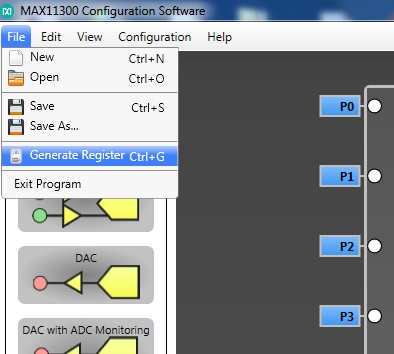 MAX11300 Configuration Software
File Edit View Configuration Help
New Ctrl+N
Open Ctrl+O
Save Ctrl+S
Save As...
Generate Register Ctrl+G
Exit Program
P0
P1
P2
P3
DAC
DAC with ADC Monitoring